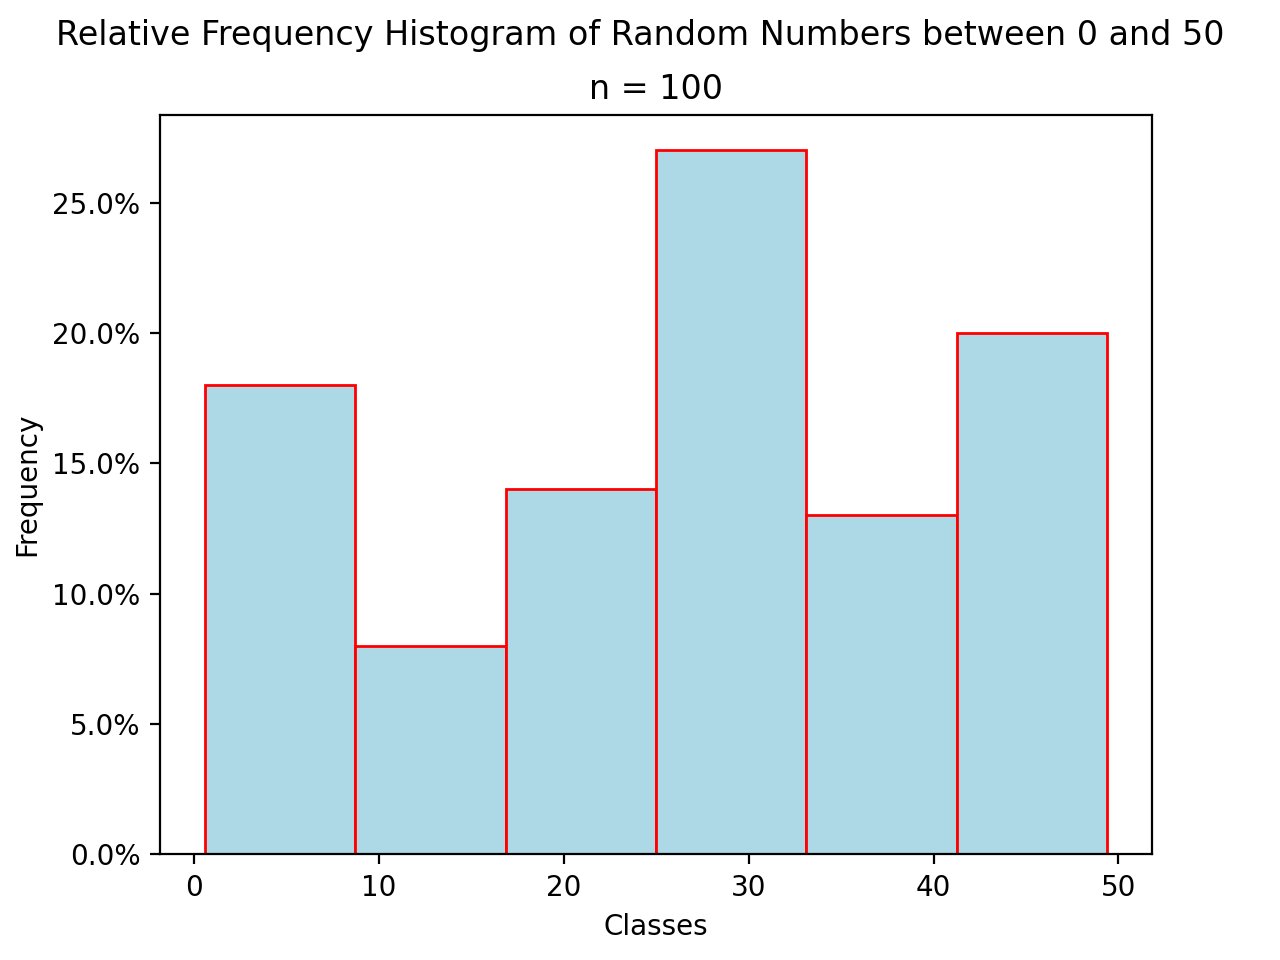 Relative Frequency Histogram of Random Numbers between 0 and 50
n = 100
25.0%
20.0%
15.0%
10.0%
5.0%
0.0%
Frequency
0 10 20 30 40 50
Classes